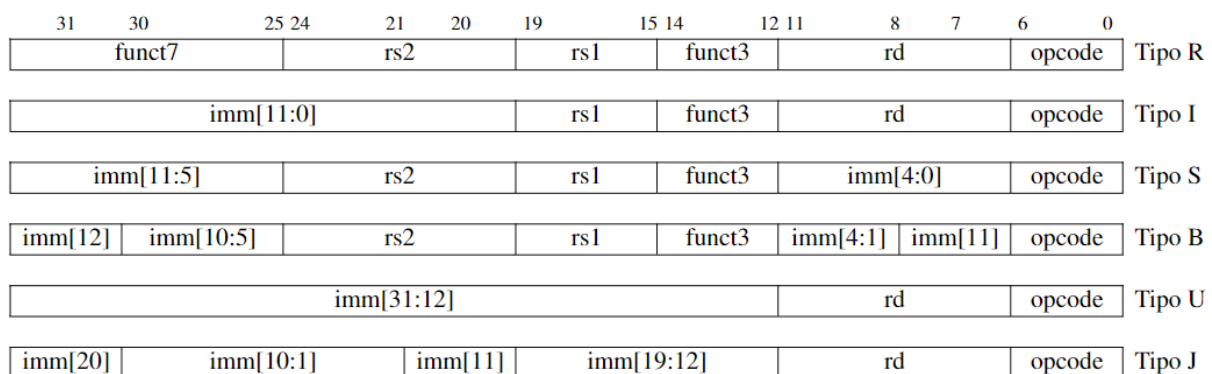 31 30 25 24 21 20 19 15 14 12 11 8 7 6 0
funct7 rs2 rs1 funct3 rd opcode Tipo R
imm[11:0] rs1 funct3 rd opcode Tipo I
imm[11:5] rs2 rs1 funct3 imm[4:0] opcode Tipo S
imm[12] imm[10:5] rs2 rs1 funct3 imm[4:1] imm[11] opcode Tipo B
imm[31:12] rd opcode Tipo U
imm[20] imm[10:1] imm[11] imm[19:12] rd opcode Tipo J